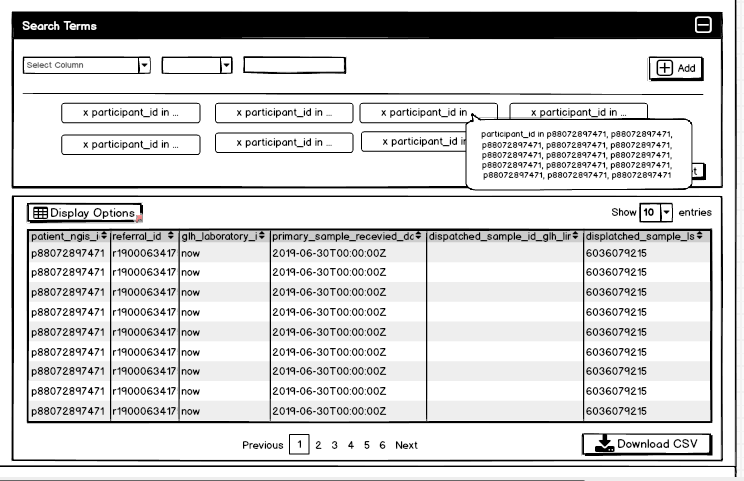 Search Terms
Select Column
Add
x participant_id in ... x participant_id in ... x participant_id in ... x participant_id in ...
x participant_id in ... x participant_id in ... x participant_id in
participant_id in p88072897471, p88072897471,
p88072897471, p88072897471, p88072897471,
p88072897471, p88072897471, p88072897471,
p88072897471, p88072897471, p88072897471,
p88072897471, p88072897471, p88072897471
t
Display Options
Show 10 entries
patient_ngis_i referral_id glh_laboratory_i primary_sample_recevied_dc dispatched_sample_id_glh_lir displatched_sample_ls
p88072897471 r1900063417 now 2019-06-30T00:00:00Z 6036079215
p88072897471 r1900063417 now 2019-06-30T00:00:00Z 6036079215
p88072897471 r1900063417 now 2019-06-30T00:00:00Z 6036079215
p88072897471 r1900063417 now 2019-06-30T00:00:00Z 6036079215
p88072897471 r1900063417 now 2019-06-30T00:00:00Z 6036079215
p88072897471 r1900063417 now 2019-06-30T00:00:00Z 6036079215
p88072897471 r1900063417 now 2019-06-30T00:00:00Z 6036079215
p88072897471 r1900063417 now 2019-06-30T00:00:00Z 6036079215
p88072897471 r1900063417 now 2019-06-30T00:00:00Z 6036079215
Previous 1 2 3 4 5 6 Next
Download CSV